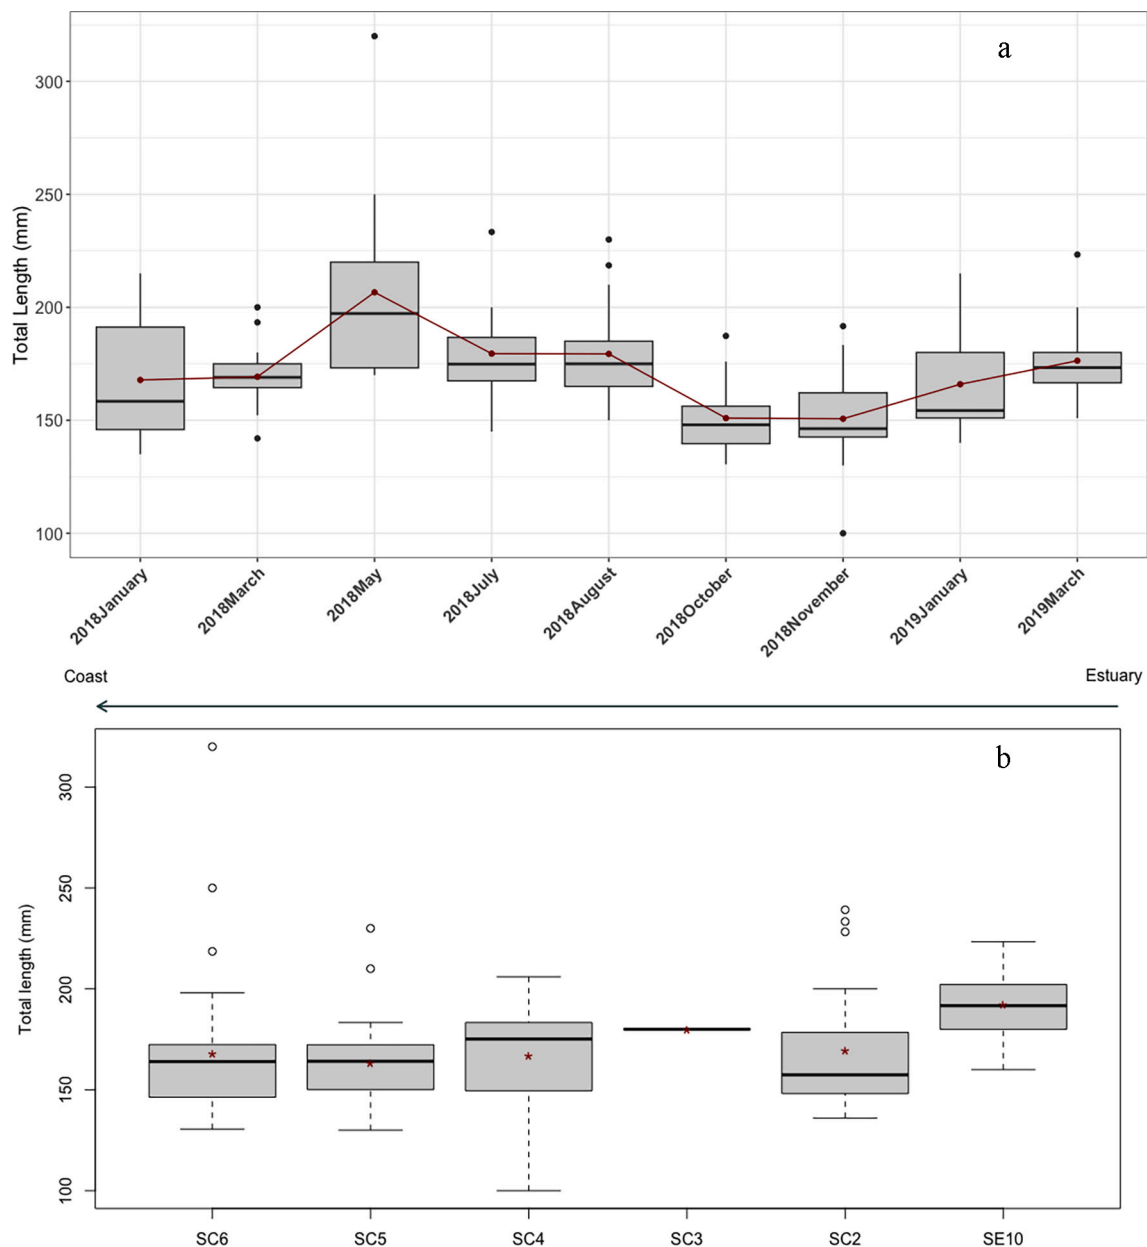 a
Total Length (mm)
300
250
200
150
100
2018January
2018March
2018May
2018July
2018August
2018October
2018November
2019January
2019March
Coast
Estuary
b
Total length (mm)
300
250
200
150
100
SC6
SC5
SC4
SC3
SC2
SE10